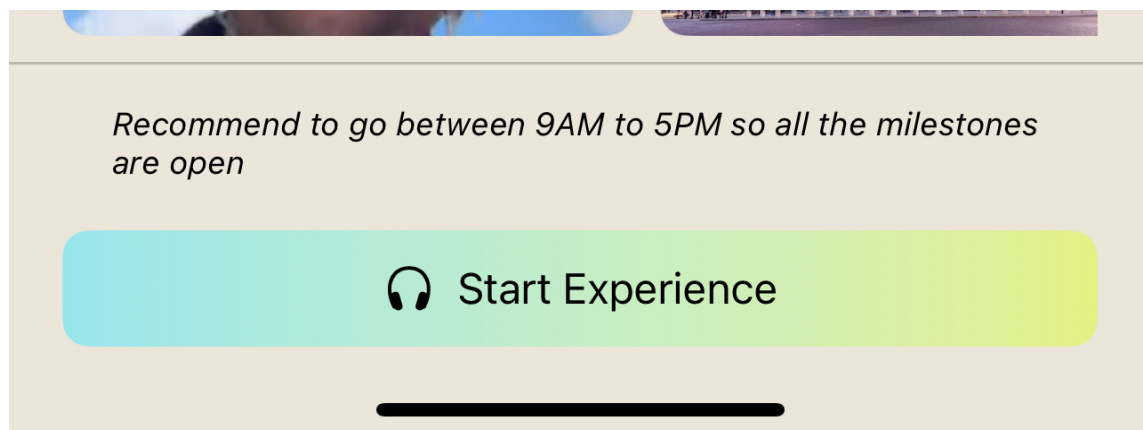 Recommend to go between 9AM to 5PM so all the milestones
are open
Start Experience